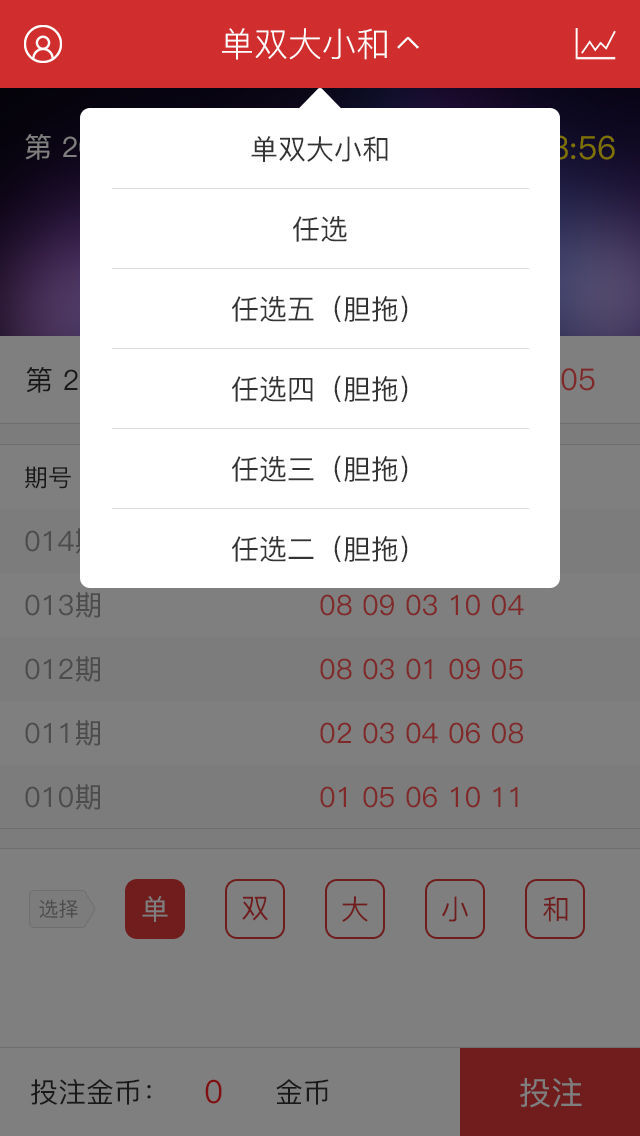 单双大小和
第 2
3:56
单双大小和
任选
任选五（胆拖）
任选四（胆拖）
任选三（胆拖）
任选二（胆拖）
第 2
05
期号
014期
013期 08 09 03 10 04
012期 08 03 01 09 05
011期 02 03 04 06 08
010期 01 05 06 10 11
选择 单 双 大 小 和
投注金币： 0 金币 投注